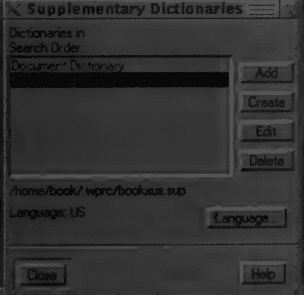 Supplementary Dictionaries
Dictionaries in
Search Order
Document Dictionary
Add
Create
Edit
Delete
/home/book/.wprc/bookxus.sup
Language: US
Language...
Close
Help